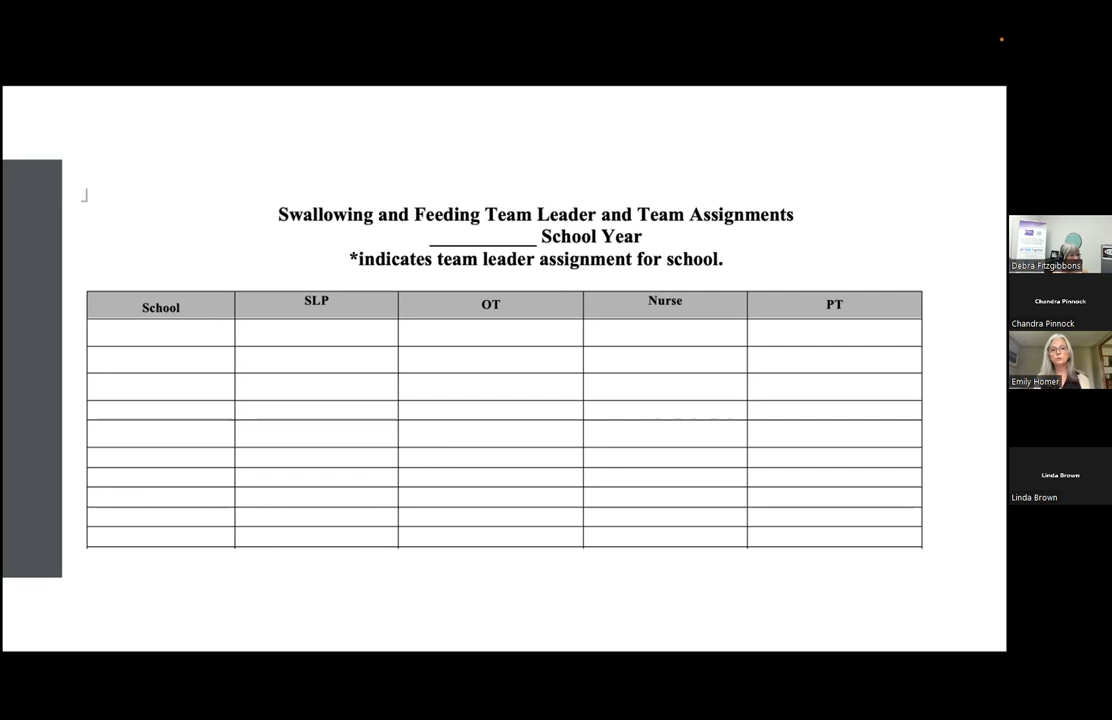 Swallowing and Feeding Team Leader and Team Assignments
__________ School Year
*indicates team leader assignment for school.
School SLP OT Nurse PT
Debra Fitzgibbons
Chandra Pinnock
Chandra Pinnock
Emily Homer
Linda Brown
Linda Brown